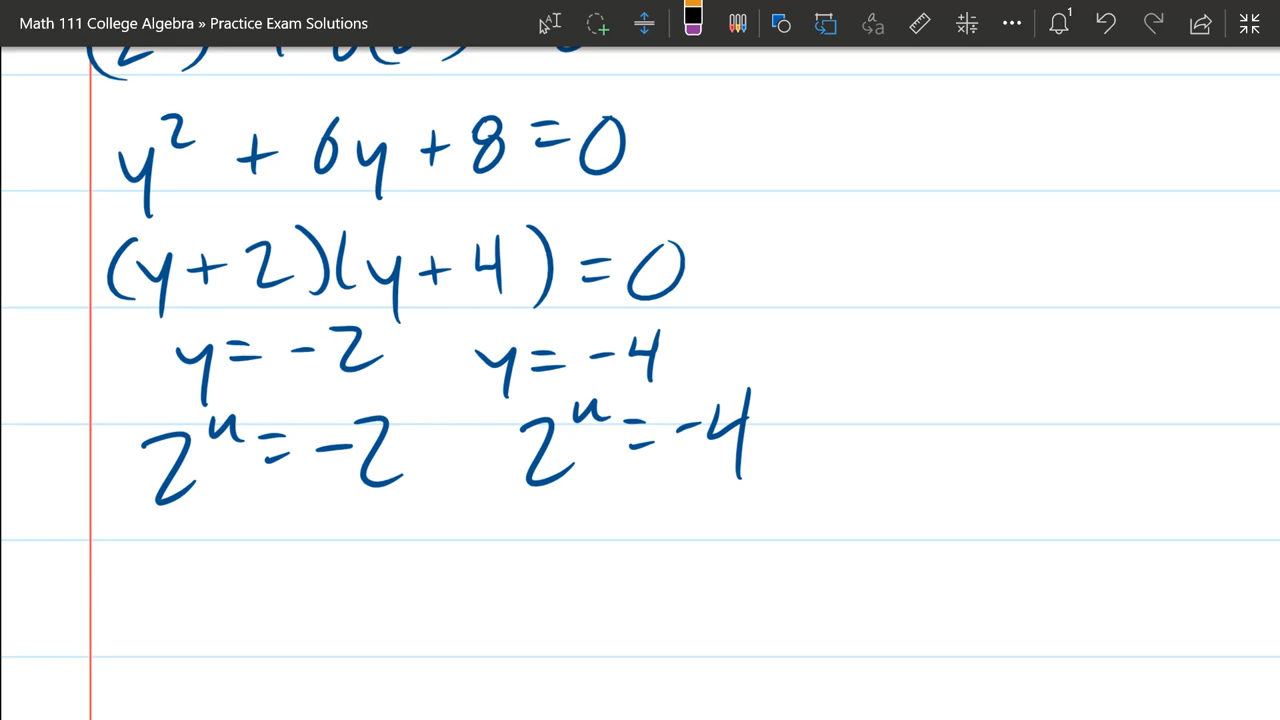 Math 111 College Algebra » Practice Exam Solutions
1
y² + 6y + 8 = 0
(y + 2)(y + 4) = 0
y = -2 y = -4
2ᵘ = -2 2ᵘ = -4